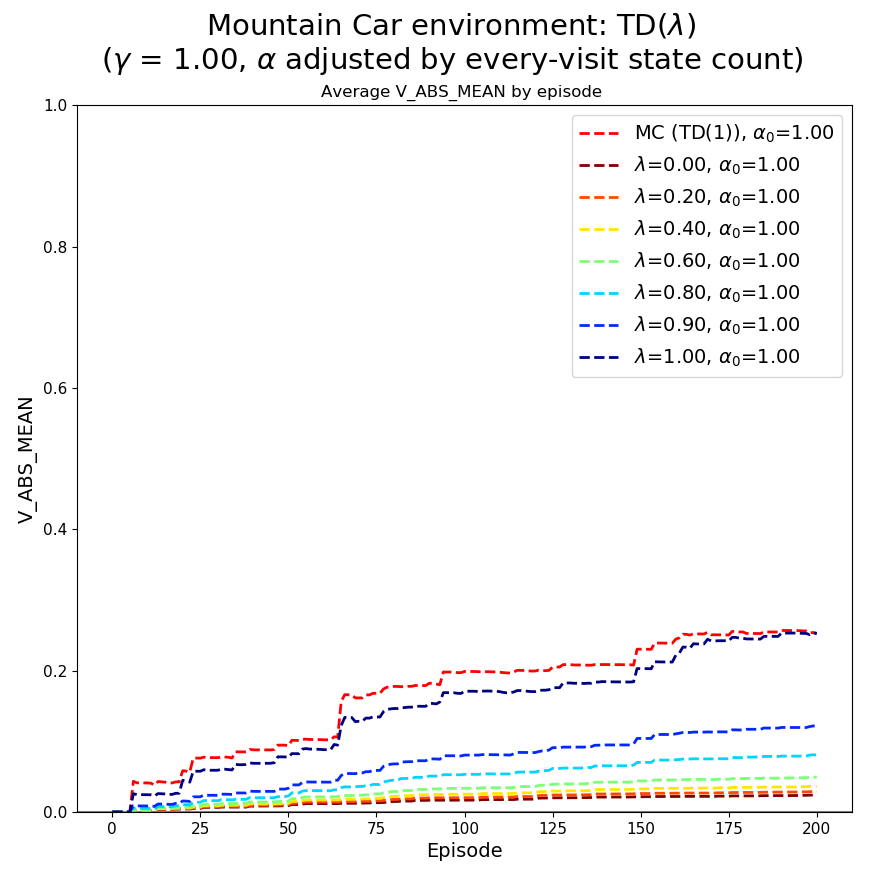 Mountain Car environment: TD(λ)
(γ = 1.00, α adjusted by every-visit state count)
Average V_ABS_MEAN by episode
1.0
0.8
0.6
0.4
0.2
0.0
V_ABS_MEAN
MC (TD(1)), α₀=1.00
λ=0.00, α₀=1.00
λ=0.20, α₀=1.00
λ=0.40, α₀=1.00
λ=0.60, α₀=1.00
λ=0.80, α₀=1.00
λ=0.90, α₀=1.00
λ=1.00, α₀=1.00
0 25 50 75 100 125 150 175 200
Episode